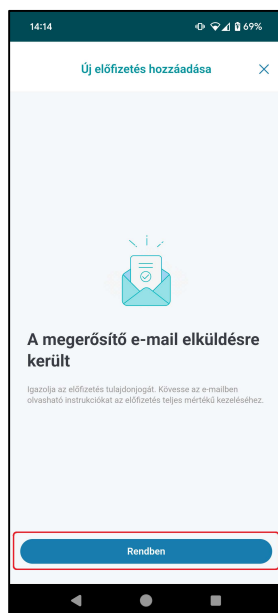 14:14
69%
Új előfizetés hozzáadása
A megerősítő e-mail elküldésre
került
Igazolja az előfizetés tulajdonjogát. Kövesse az e-mailben
olvasható instrukciókat az előfizetés teljes mértékű kezeléséhez.
Rendben